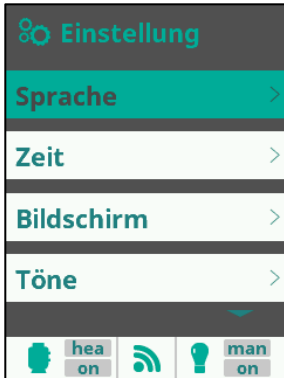 Einstellung
Sprache
Zeit
Bildschirm
Töne
hea man
on on